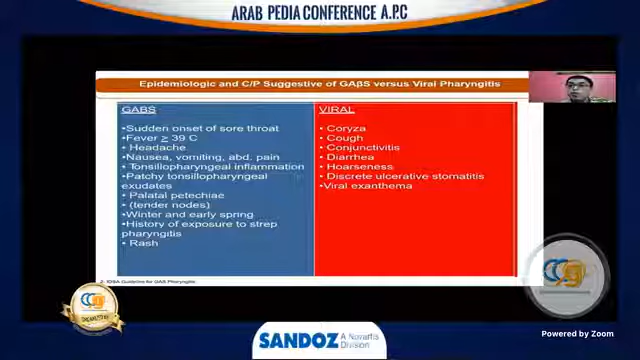 ARAB PEDIA CONFERENCE A.P.C
Epidemiologic and C/P Suggestive of GAβS versus Viral Pharyngitis
GABS
•Sudden onset of sore throat
•Fever ≥ 39 C
• Headache
•Nausea, vomiting, abd. pain
• Tonsillopharyngeal inflammation
•Patchy tonsillopharyngeal
exudates
• Palatal petechiae
• (tender nodes)
•Winter and early spring
•History of exposure to strep
pharyngitis
• Rash
VIRAL
• Coryza
• Cough
• Conjunctivitis
• Diarrhea
• Hoarseness
• Discrete ulcerative stomatitis
•Viral exanthema
2. IDSA Guideline for GAS Pharyngitis
SANDOZ A Novartis
Division
Powered by Zoom